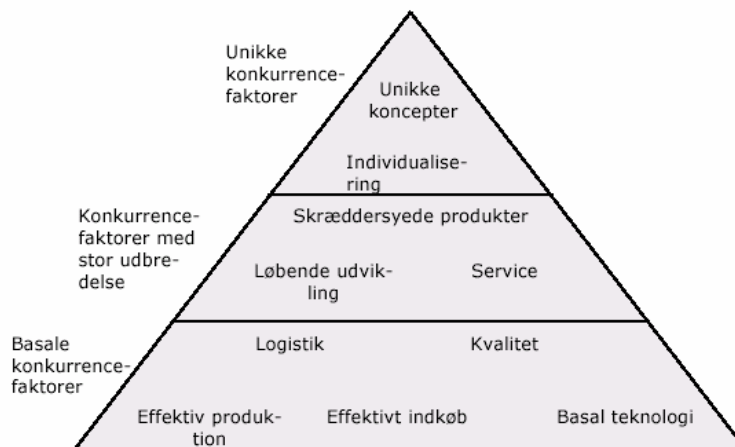 Unikke
konkurrence-
faktorer
Unikke
koncepter
Individualise-
ring
Konkurrence-
faktorer med
stor udbre-
delse
Skræddersyede produkter
Løbende udvik-
ling
Service
Basale
konkurrence-
faktorer
Logistik
Kvalitet
Effektiv produk-
tion
Effektivt indkøb
Basal teknologi